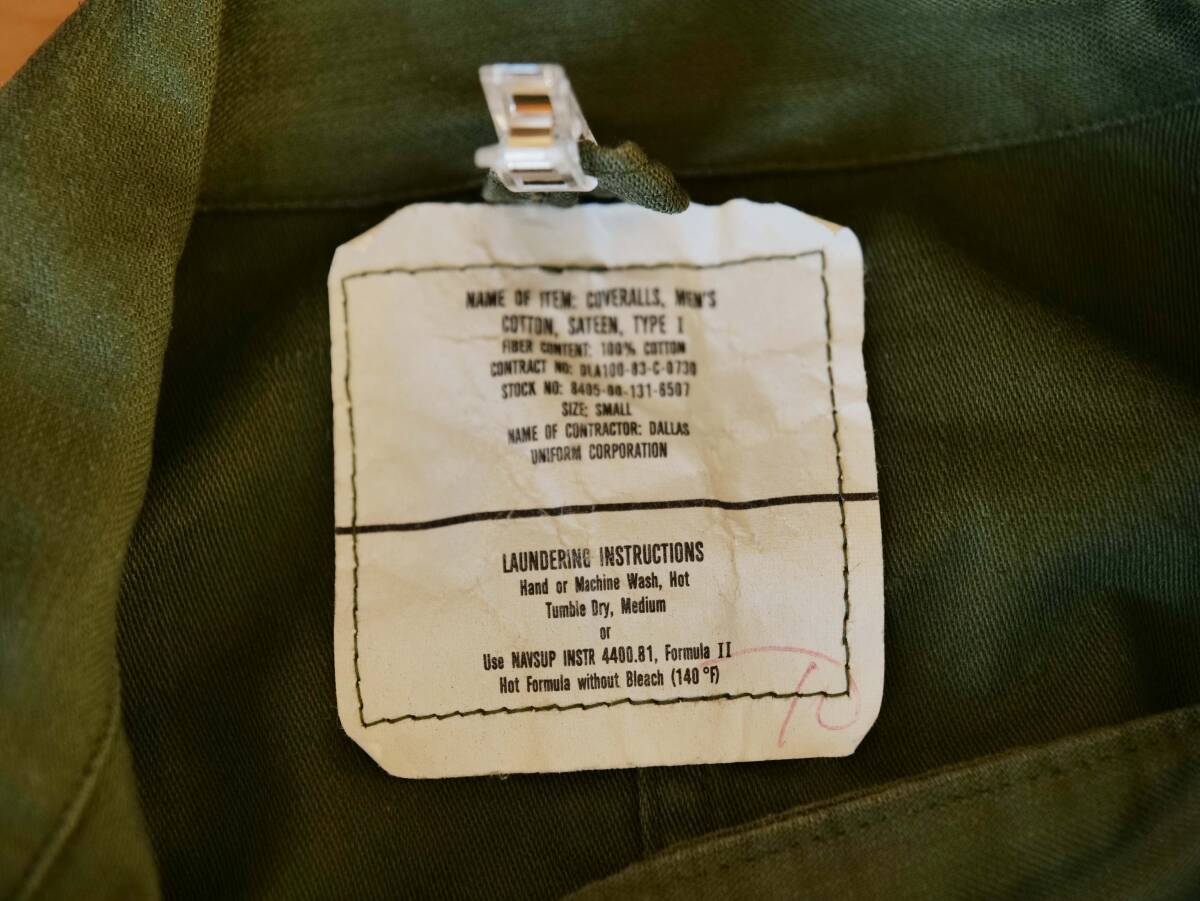 NAME OF ITEM: COVERALLS, MEN'S
COTTON, SATEEN, TYPE I
FIBER CONTENT: 100% COTTON
CONTRACT NO: DLA100-83-C-0730
STOCK NO: 8405-00-131-6507
SIZE: SMALL
NAME OF CONTRACTOR: DALLAS
UNIFORM CORPORATION
LAUNDERING INSTRUCTIONS
Hand or Machine Wash, Hot
Tumble Dry, Medium
or
Use NAVSUP INSTR 4400.81, Formula II
Hot Formula without Bleach (140°F)